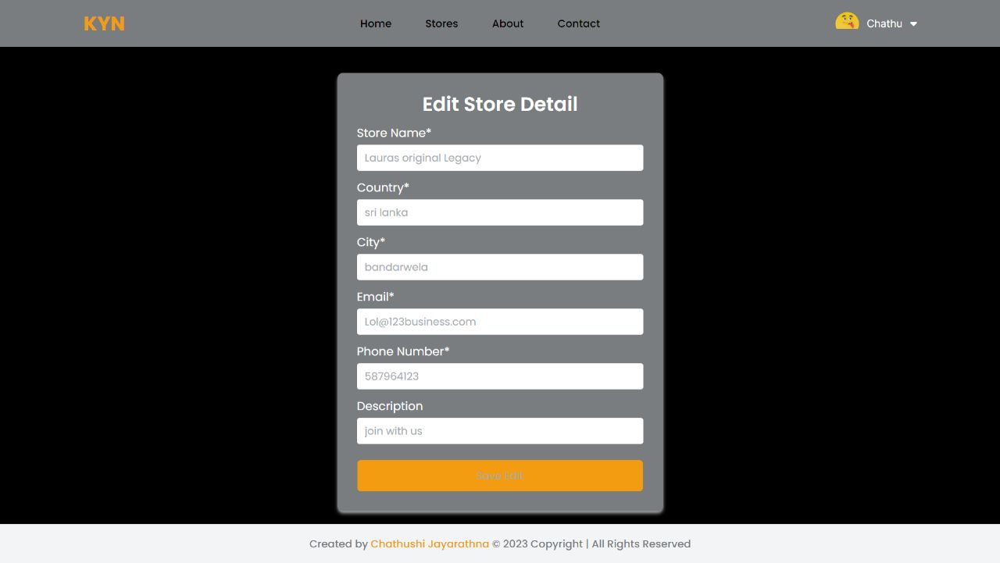 KYN
Home Stores About Contact
Chathu
Edit Store Detail
Store Name*
Lauras original Legacy
Country*
sri lanka
City*
bandarwela
Email*
Lol@123business.com
Phone Number*
587964123
Description
join with us
Save Edit
Created by Chathushi Jayarathna © 2023 Copyright | All Rights Reserved